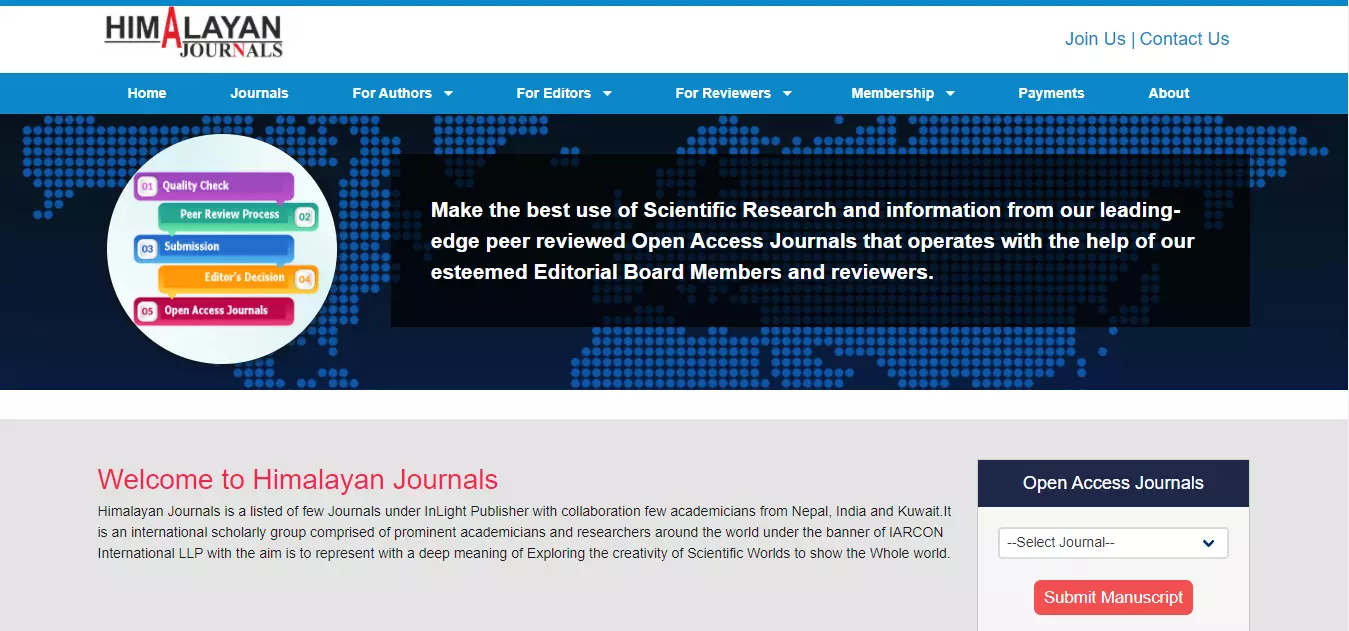 HIMALAYAN
JOURNALS
Join Us | Contact Us
Home Journals For Authors For Editors For Reviewers Membership Payments About
01 Quality Check
Peer Review Process 02
03 Submission
Editor's Decision 04
05 Open Access Journals
Make the best use of Scientific Research and information from our leading-
edge peer reviewed Open Access Journals that operates with the help of our
esteemed Editorial Board Members and reviewers.
Welcome to Himalayan Journals
Himalayan Journals is a listed of few Journals under InLight Publisher with collaboration few academicians from Nepal, India and Kuwait.It
is an international scholarly group comprised of prominent academicians and researchers around the world under the banner of IARCON
International LLP with the aim is to represent with a deep meaning of Exploring the creativity of Scientific Worlds to show the Whole world.
Open Access Journals
--Select Journal--
Submit Manuscript